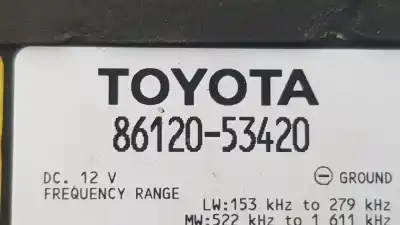 TOYOTA
86120-53420
DC. 12 V ⊖ GROUND
FREQUENCY RANGE
LW:153 kHz to 279 kHz
MW:522 kHz to 1 611 kHz